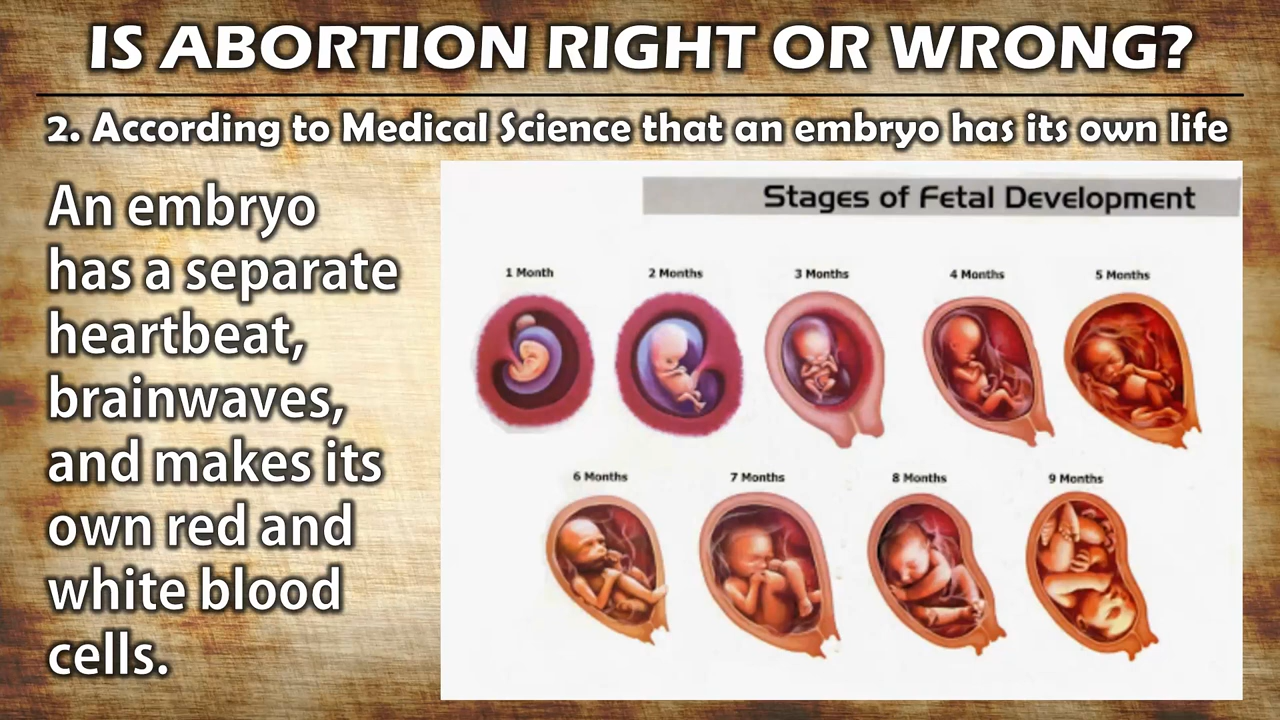 IS ABORTION RIGHT OR WRONG?
2. According to Medical Science that an embryo has its own life
An embryo
has a separate
heartbeat,
brainwaves,
and makes its
own red and
white blood
cells.
Stages of Fetal Development
1 Month
2 Months
3 Months
4 Months
5 Months
6 Months
7 Months
8 Months
9 Months